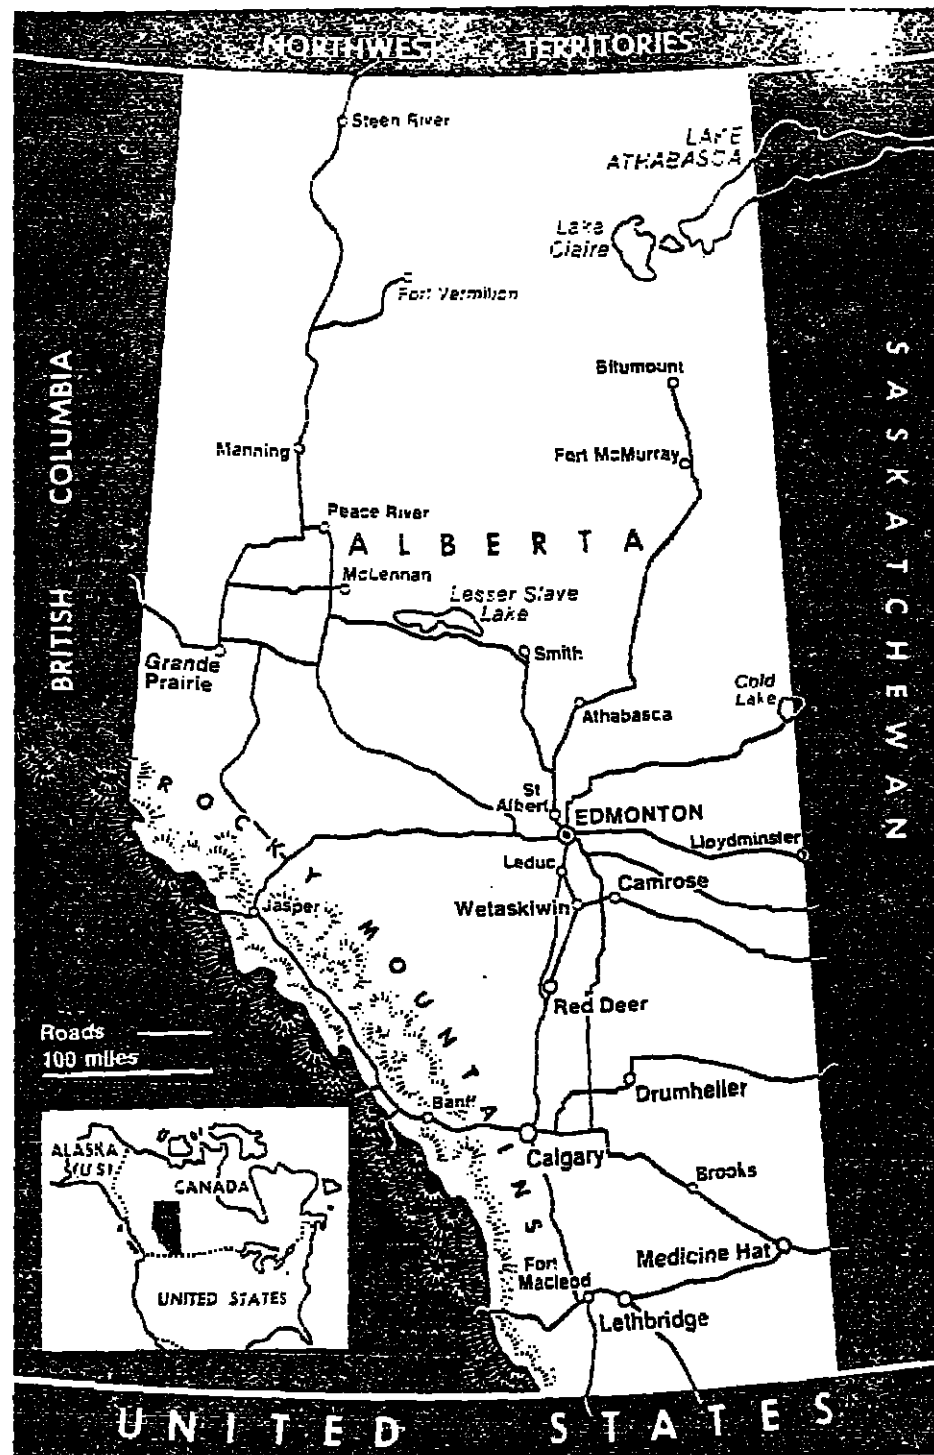 NORTHWEST TERRITORIES
Steen River
LAKE
ATHABASCA
Lake
Claire
Fort Vermilion
BRITISH COLUMBIA
SASKATCHEWAN
Bitumount
Manning
Fort McMurray
Peace River
ALBERTA
McLennan
Lesser Slave
Lake
Smith
Grande
Prairie
Cold
Lake
Athabasca
ROCKY MOUNTAINS
St
Albert
EDMONTON
Lloydminster
Leduc
Camrose
Wetaskiwin
Jasper
Red Deer
Roads
100 miles
Drumheller
Banff
Calgary
Brooks
ALASKA
(US)
CANADA
UNITED STATES
Medicine Hat
Fort
Macleod
Lethbridge
UNITED STATES